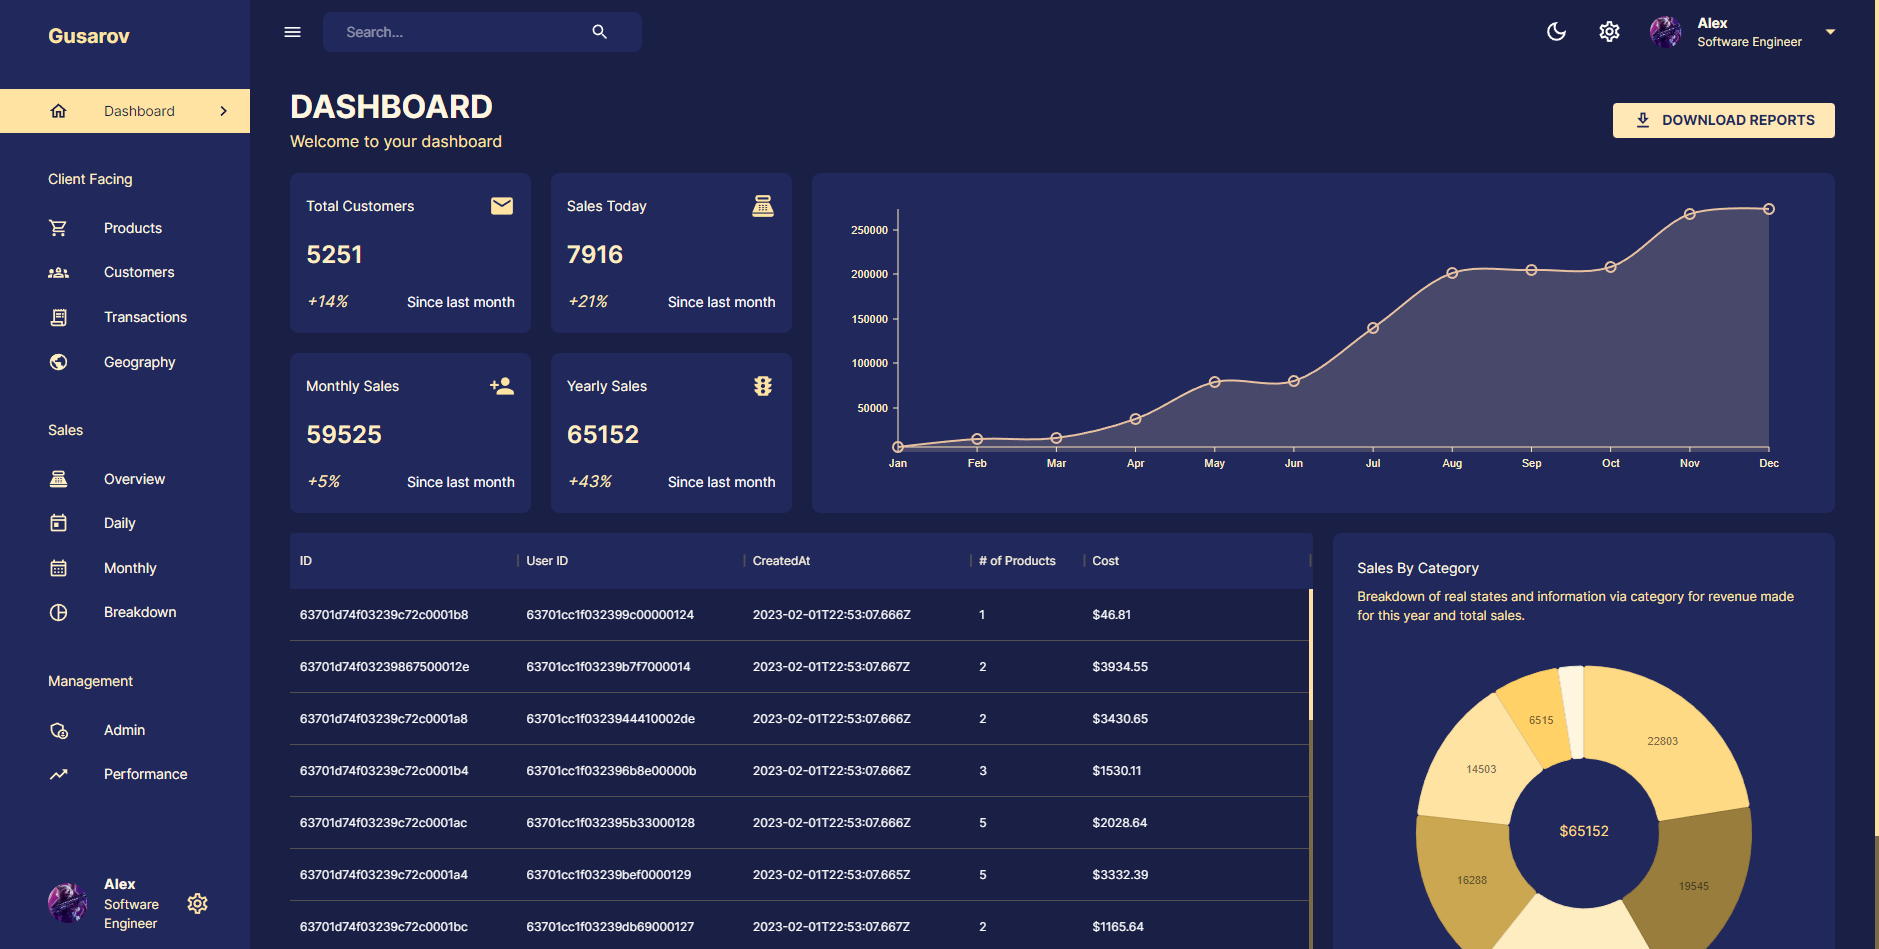 Gusarov
Search...
Alex
Software Engineer
Dashboard
Client Facing
Products
Customers
Transactions
Geography
Sales
Overview
Daily
Monthly
Breakdown
Management
Admin
Performance
Alex
Software
Engineer
DASHBOARD
Welcome to your dashboard
DOWNLOAD REPORTS
Total Customers
5251
+14% Since last month
Sales Today
7916
+21% Since last month
Monthly Sales
59525
+5% Since last month
Yearly Sales
65152
+43% Since last month
250000
200000
150000
100000
50000
Jan Feb Mar Apr May Jun Jul Aug Sep Oct Nov Dec
ID User ID CreatedAt # of Products Cost
63701d74f03239c72c0001b8 63701cc1f032399c00000124 2023-02-01T22:53:07.666Z 1 $46.81
63701d74f03239867500012e 63701cc1f03239b7f7000014 2023-02-01T22:53:07.667Z 2 $3934.55
63701d74f03239c72c0001a8 63701cc1f0323944410002de 2023-02-01T22:53:07.666Z 2 $3430.65
63701d74f03239c72c0001b4 63701cc1f032396b8e00000b 2023-02-01T22:53:07.666Z 3 $1530.11
63701d74f03239c72c0001ac 63701cc1f032395b33000128 2023-02-01T22:53:07.666Z 5 $2028.64
63701d74f03239c72c0001a4 63701cc1f03239bef0000129 2023-02-01T22:53:07.665Z 5 $3332.39
63701d74f03239c72c0001bc 63701cc1f03239db69000127 2023-02-01T22:53:07.667Z 2 $1165.64
Sales By Category
Breakdown of real states and information via category for revenue made
for this year and total sales.
6515
22803
14503
$65152
16288
19545